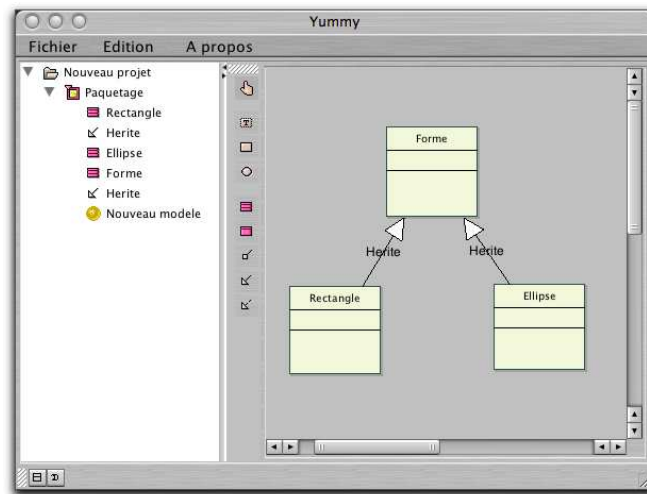 Yummy
Fichier Edition A propos
Nouveau projet
Paquetage
Rectangle
Herite
Ellipse
Forme
Herite
Nouveau modele
T
Forme
Herite Herite
Rectangle Ellipse